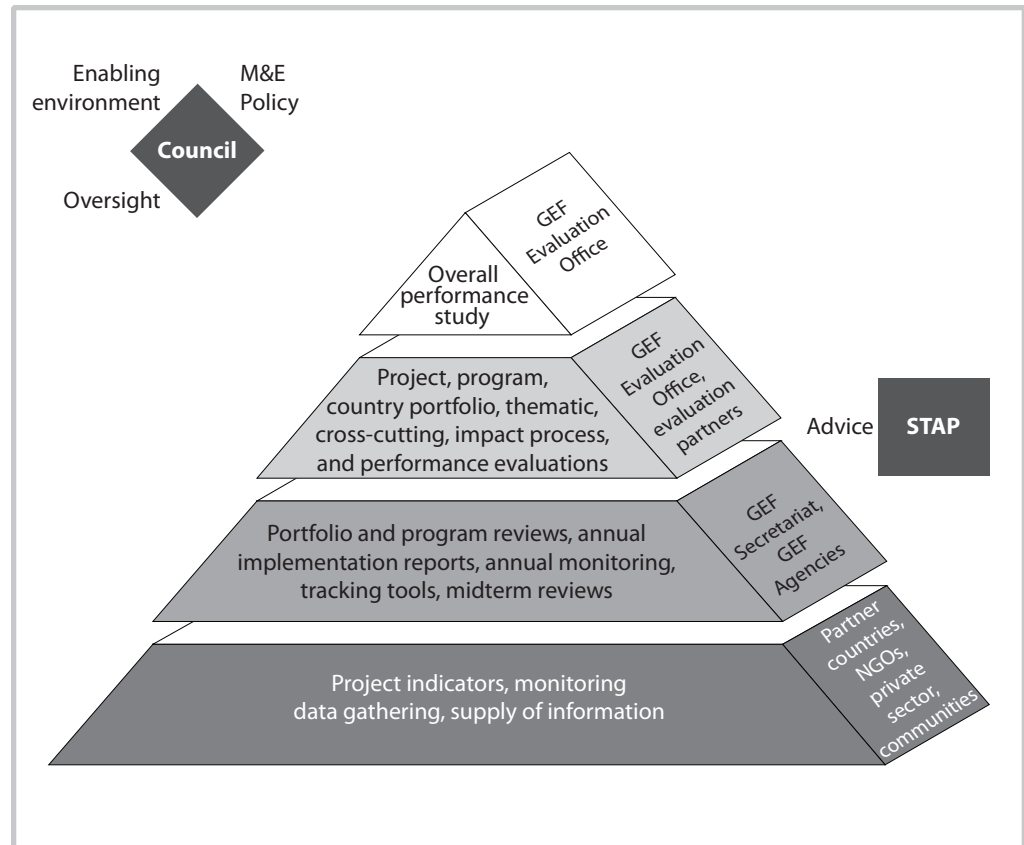 Enabling
environment
M&E
Policy
Council
Oversight
GEF
Evaluation
Office
Overall
performance
study
GEF
Evaluation
Office,
evaluation
partners
Project, program,
country portfolio, thematic,
cross-cutting, impact process,
and performance evaluations
Advice
STAP
GEF
Secretariat,
GEF
Agencies
Portfolio and program reviews, annual
implementation reports, annual monitoring,
tracking tools, midterm reviews
Partner
countries,
NGOs,
private
sector,
communities
Project indicators, monitoring
data gathering, supply of information